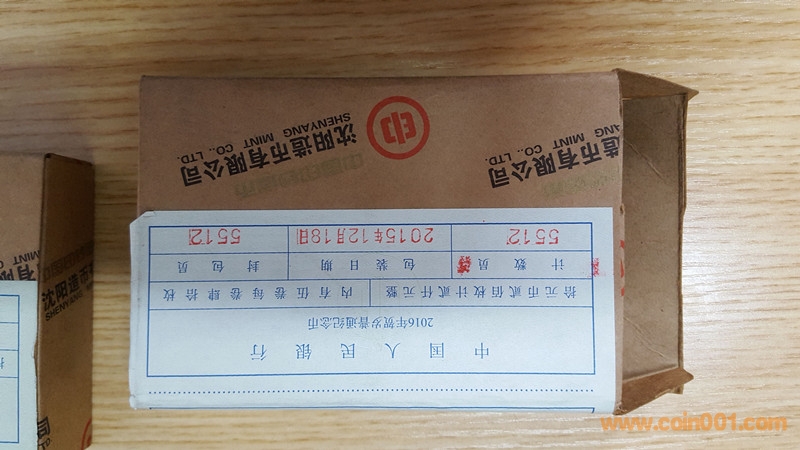 中国人民银行
2016年贺岁普通纪念币
拾元币贰佰枚计贰仟元整 内有伍卷每卷肆拾枚
计数员 包装日期 封包员
5512 2015年12月18日 5512
沈阳造币有限公司
SHENYANG MINT CO., LTD.
造币有限公司
MINT CO., LTD.
沈阳造
SHENYANG
有限
MINT
www.coin001.com